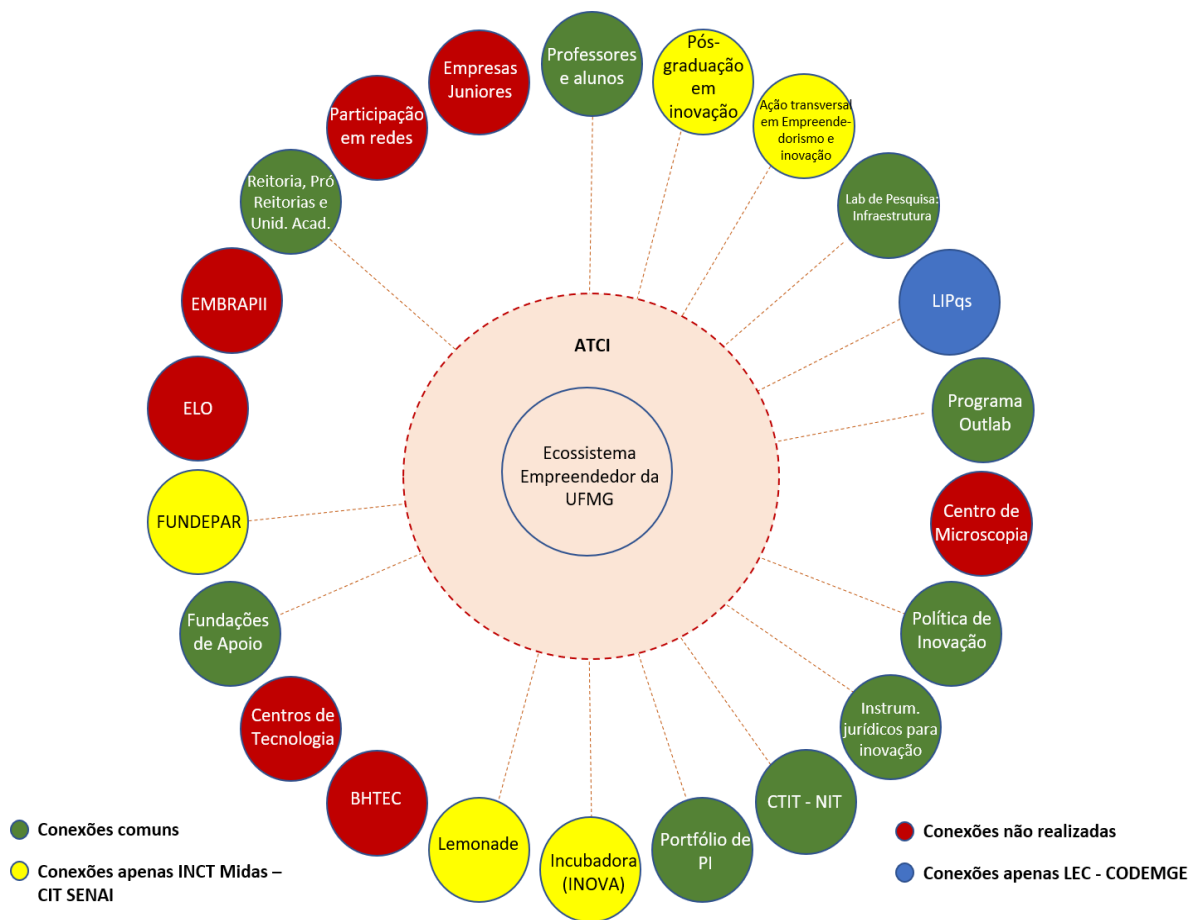 Professores
e alunos
Pós-
graduação
em
inovação
Ação transversal
em Empreende-
dorismo e
inovação
Lab de Pesquisa:
Infraestrutura
LIPqs
Programa
Outlab
Centro de
Microscopia
Política de
Inovação
Instrum.
jurídicos para
inovação
CTIT - NIT
Portfólio de
PI
Incubadora
(INOVA)
Lemonade
BHTEC
Centros de
Tecnologia
Fundações
de Apoio
FUNDEPAR
ELO
EMBRAPII
Reitoria, Pró
Reitorias e
Unid. Acad.
Participação
em redes
Empresas
Juniores
ATCI
Ecossistema
Empreendedor da
UFMG
Conexões comuns
Conexões apenas INCT Midas –
CIT SENAI
Conexões não realizadas
Conexões apenas LEC - CODEMGE